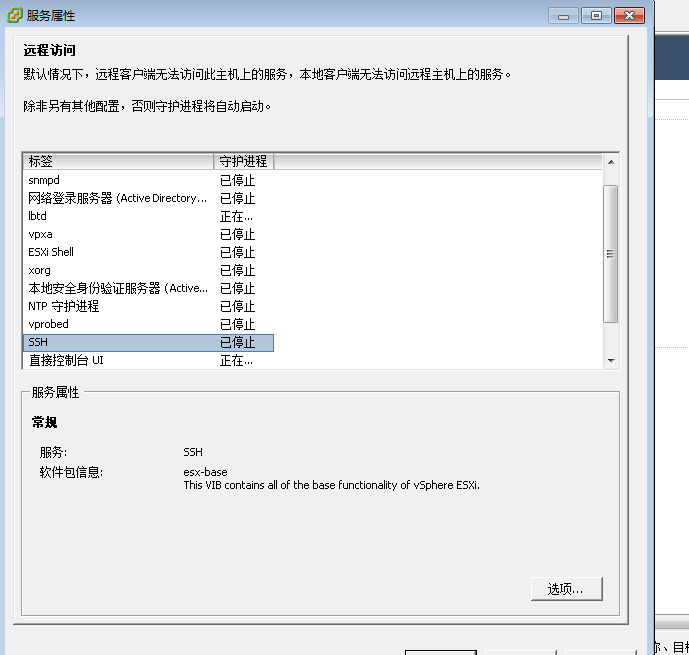 服务属性
远程访问
默认情况下，远程客户端无法访问此主机上的服务，本地客户端无法访问远程主机上的服务。
除非另有其他配置，否则守护进程将自动启动。
标签 守护进程
snmpd 已停止
网络登录服务器 (Active Directory... 已停止
lbtd 正在...
vpxa 已停止
ESXi Shell 已停止
xorg 已停止
本地安全身份验证服务器 (Active... 已停止
NTP 守护进程 已停止
vprobed 已停止
SSH 已停止
直接控制台 UI 正在...
服务属性
常规
服务: SSH
软件包信息: esx-base
This VIB contains all of the base functionality of vSphere ESXi.
选项...
称、目标